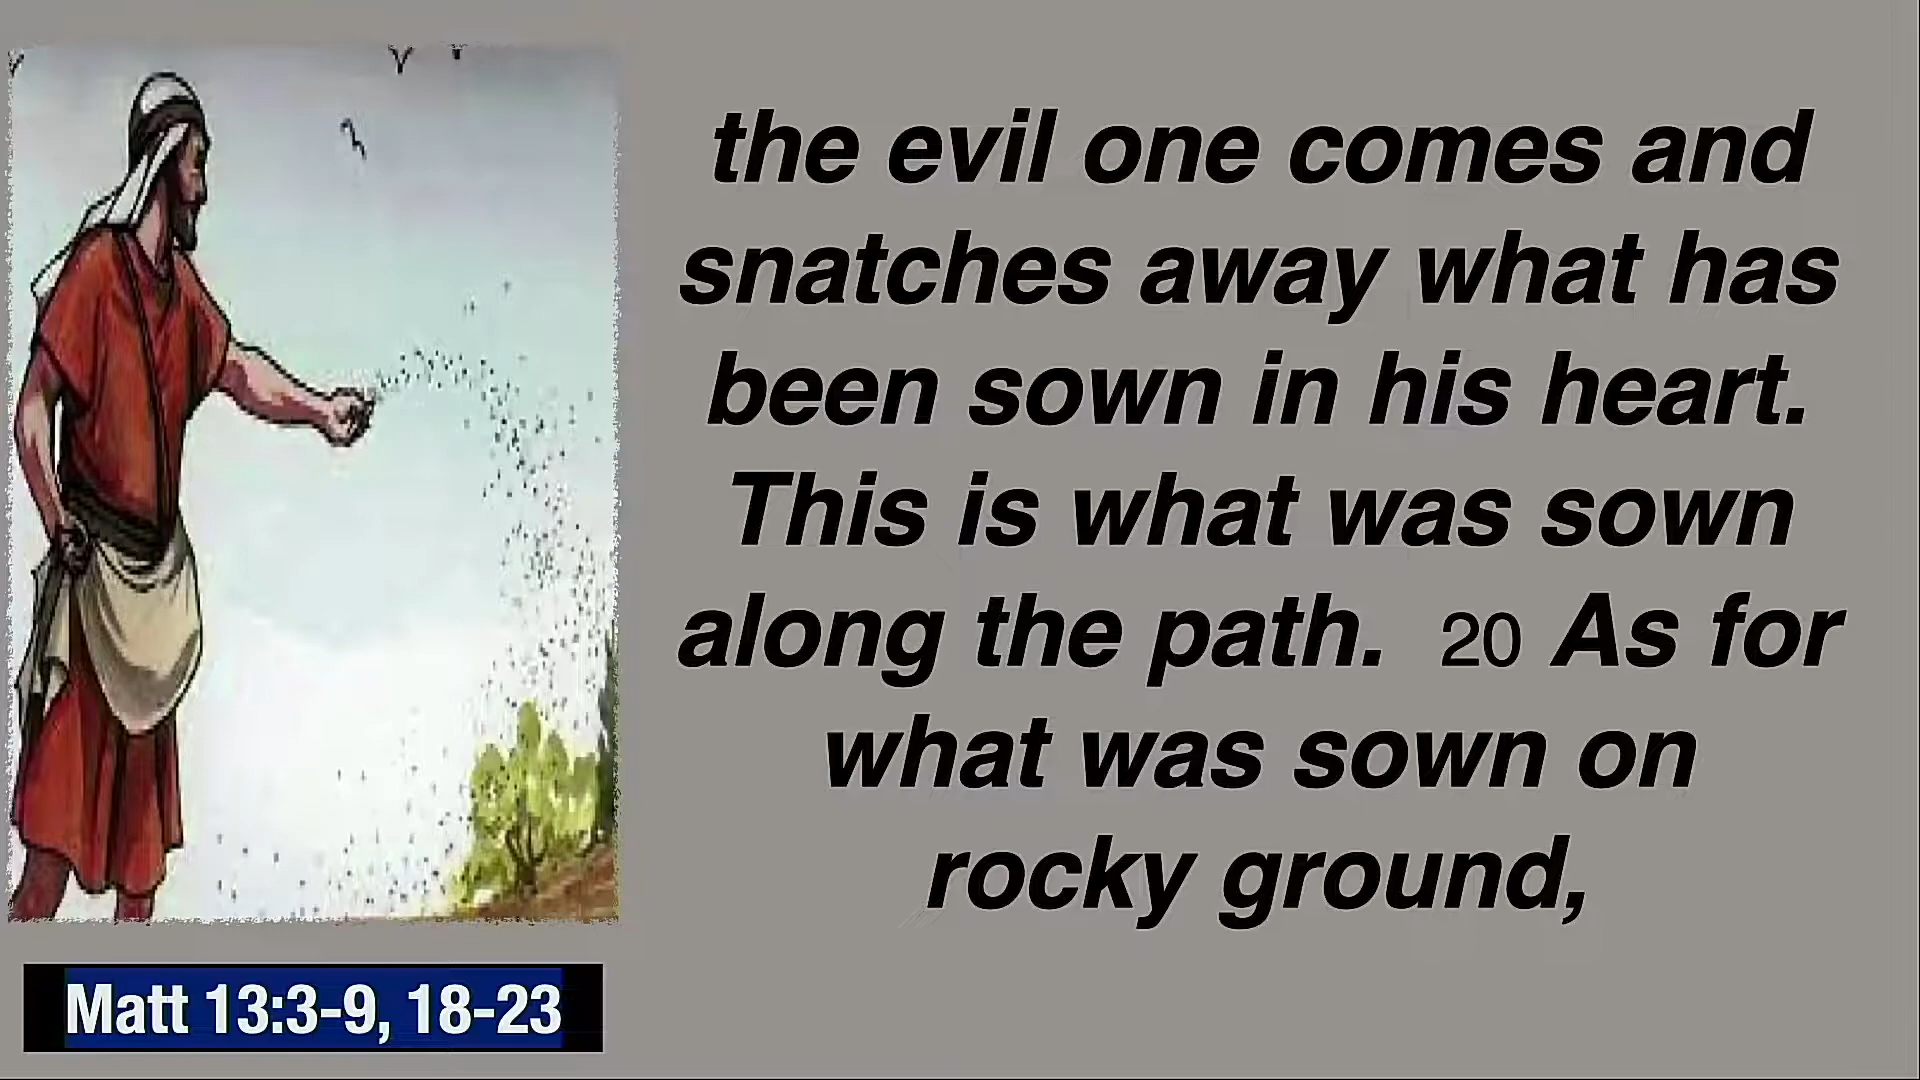 the evil one comes and
snatches away what has
been sown in his heart.
This is what was sown
along the path. 20 As for
what was sown on
rocky ground,
Matt 13:3-9, 18-23